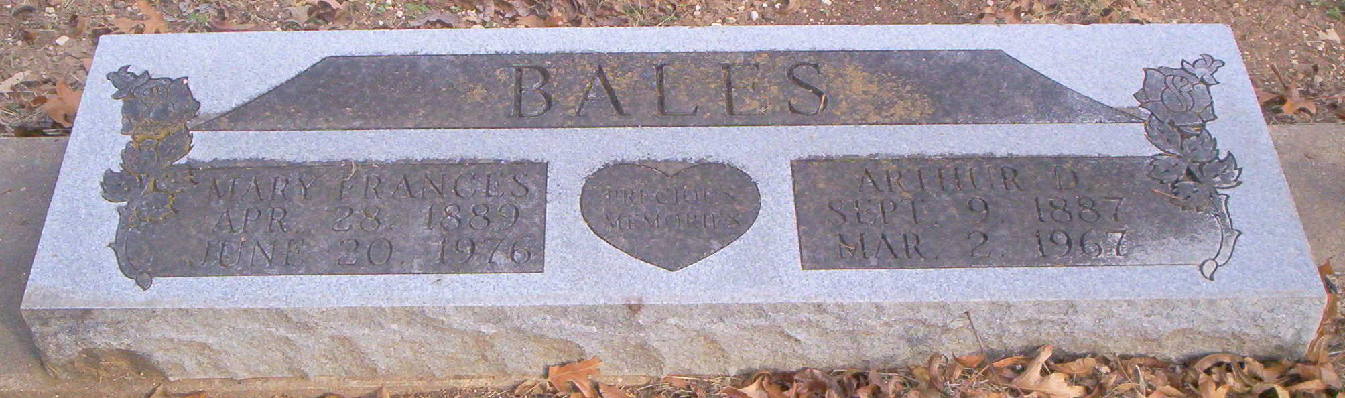 BALES
MARY FRANCES
APR. 28. 1889
JUNE 20. 1976
PRECIOUS
MEMORIES
ARTHUR D.
SEPT. 9. 1887
MAR. 2. 1967